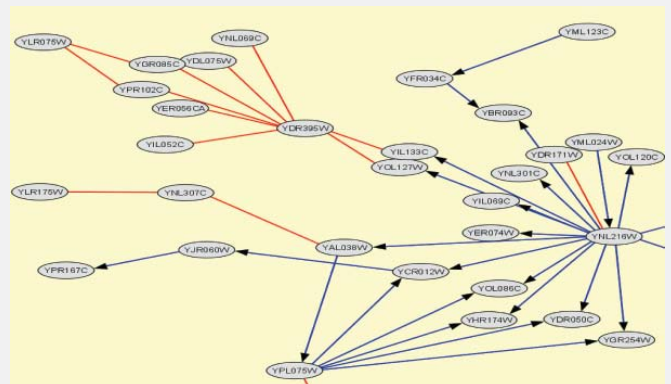 YNL069C
YLR075W
YML123C
YGR085C
YDL075W
YFR034C
YPR102C
YER056CA
YBR093C
YDR395W
YIL052C
YML024W
YIL133C
YDR171W
YOL120C
YOL127W
YNL301C
YLR175W
YNL307C
YIL069C
YER074W
YNL216W
YAL038W
YJR060W
YPR167C
YCR012W
YOL086C
YHR174W
YDR050C
YGR254W
YPL075W